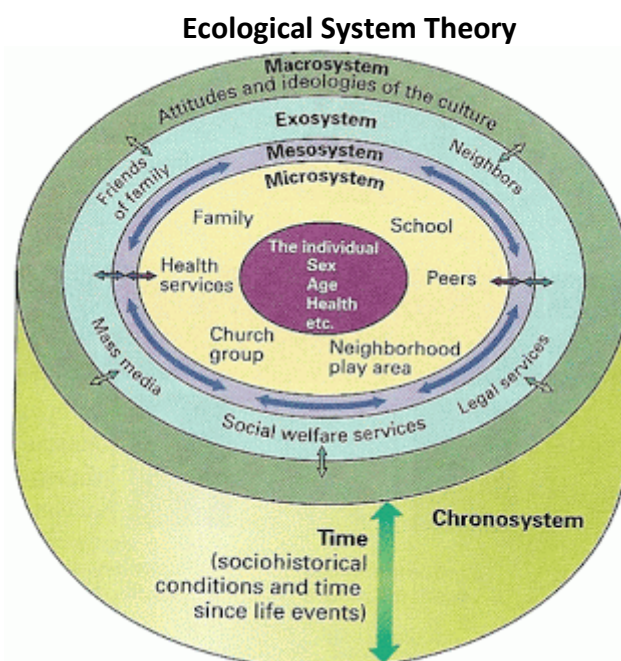 Ecological System Theory
Macrosystem
Attitudes and ideologies of the culture
Exosystem
Mesosystem
Microsystem
Friends
of family
Neighbors
Family
School
The individual
Sex
Age
Health
etc.
Health
services
Peers
Church
group
Neighborhood
play area
Mass media
Social welfare services
Legal services
Chronosystem
Time
(sociohistorical
conditions and time
since life events)